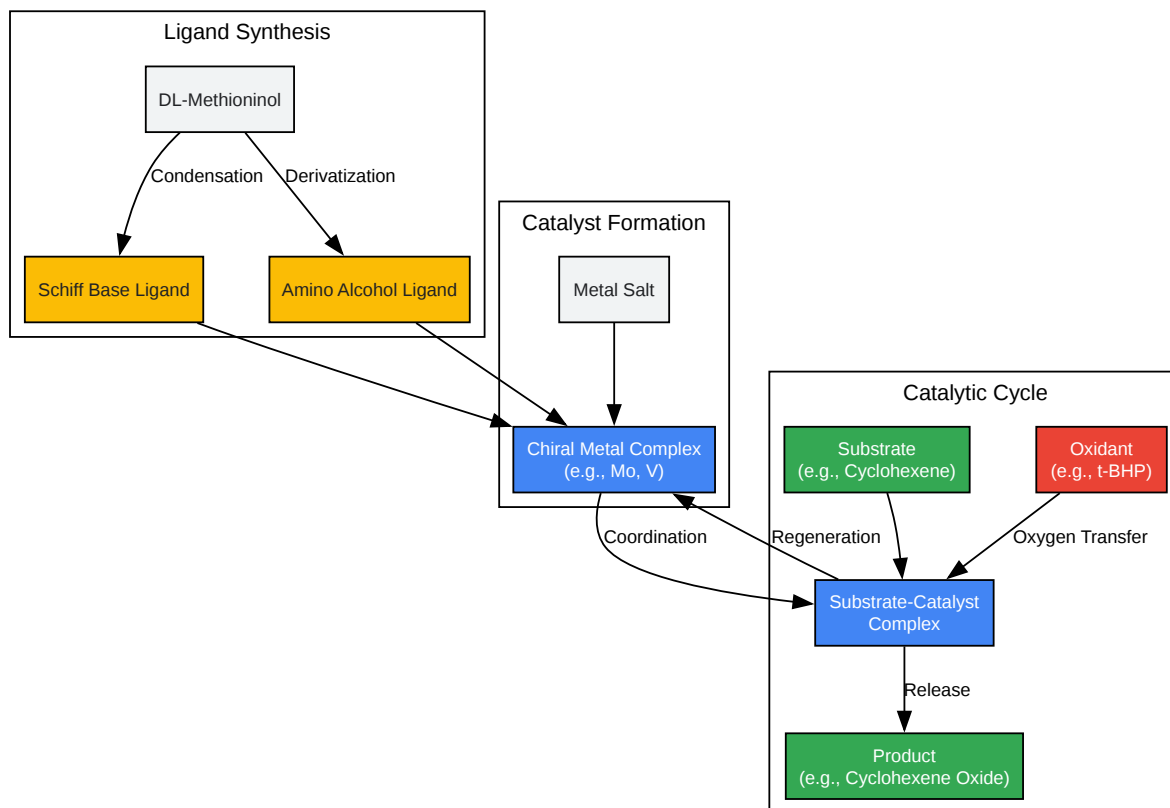 Ligand Synthesis
DL-Methioninol
Condensation
Derivatization
Schiff Base Ligand
Amino Alcohol Ligand
Catalyst Formation
Metal Salt
Chiral Metal Complex
(e.g., Mo, V)
Catalytic Cycle
Substrate
(e.g., Cyclohexene)
Oxidant
(e.g., t-BHP)
Coordination
Regeneration
Oxygen Transfer
Substrate-Catalyst
Complex
Release
Product
(e.g., Cyclohexene Oxide)